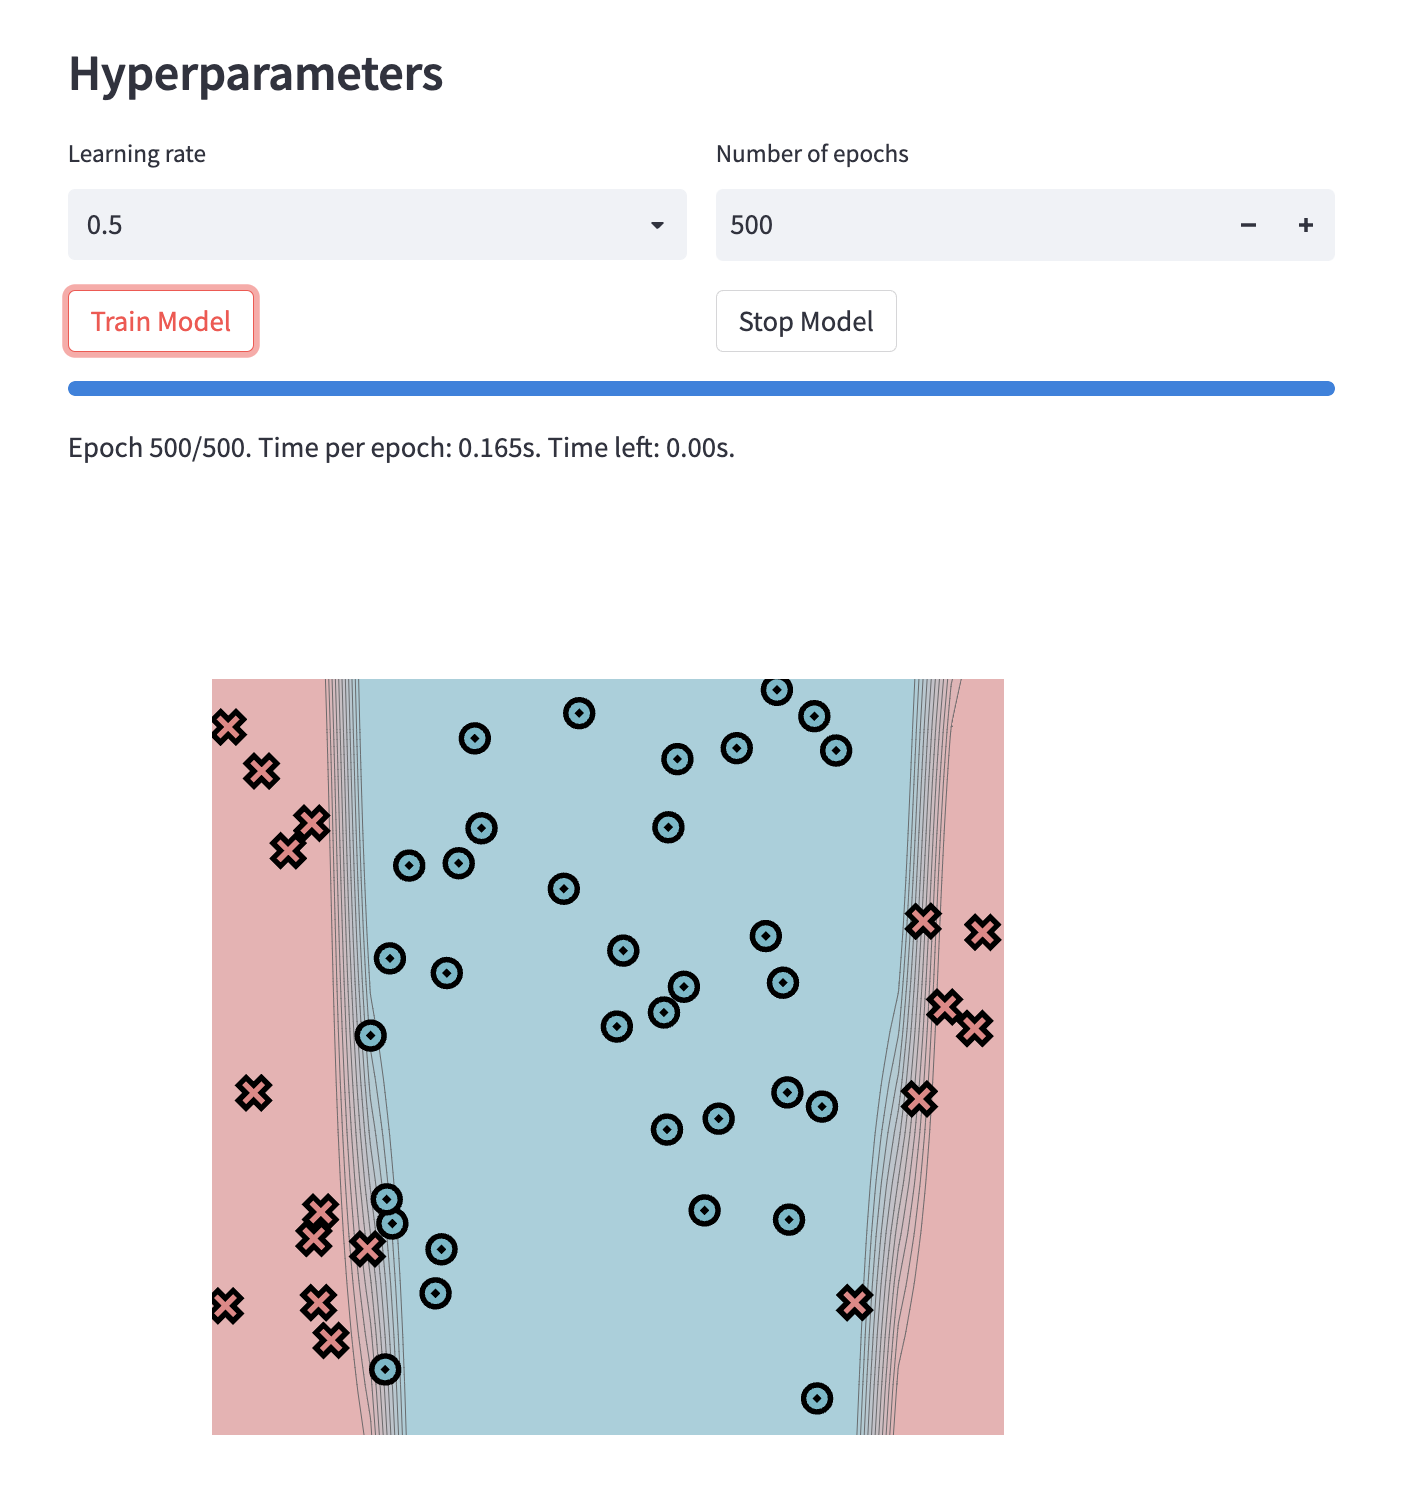 Hyperparameters
Learning rate
Number of epochs
0.5
500
Train Model
Stop Model
Epoch 500/500. Time per epoch: 0.165s. Time left: 0.00s.